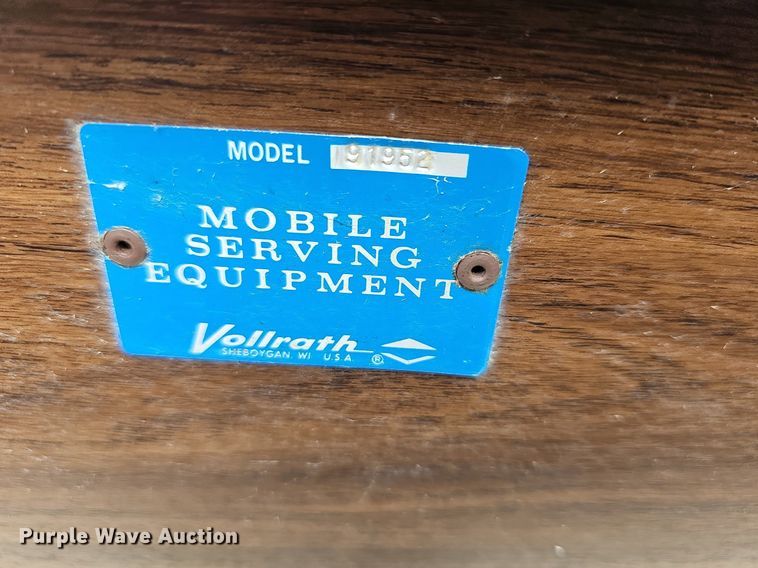 MODEL 91952
MOBILE
SERVING
EQUIPMENT
Vollrath ®
SHEBOYGAN WI U.S.A.
Purple Wave Auction